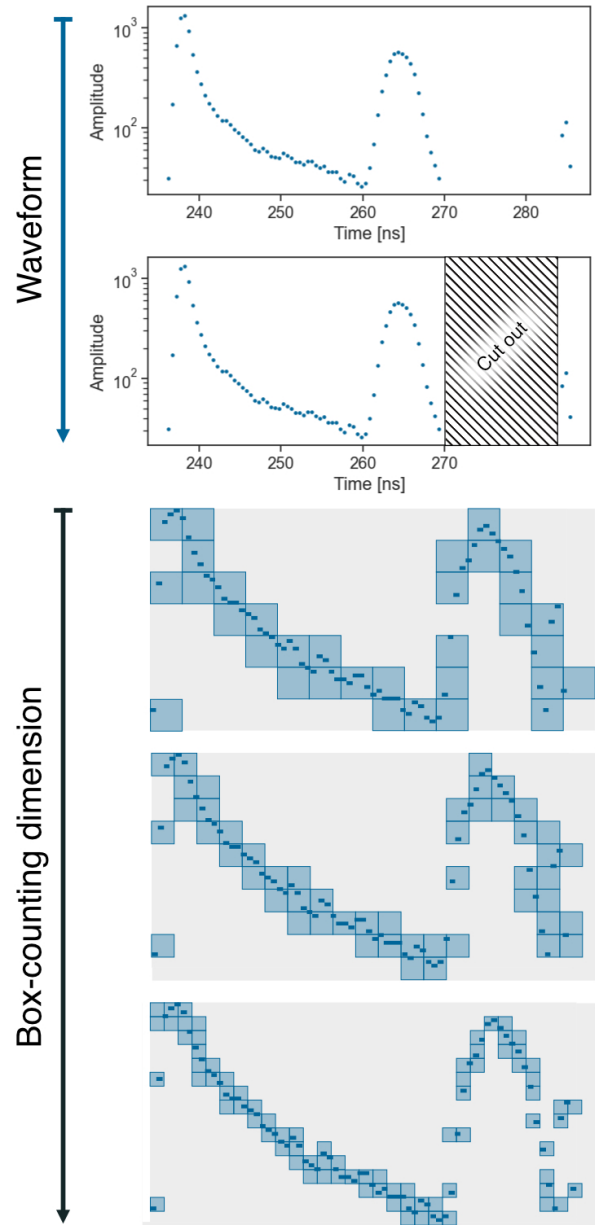 Waveform
Amplitude
10³
10²
240 250 260 270 280
Time [ns]
Amplitude
10³
10²
Cut out
240 250 260 270 280
Time [ns]
Box-counting dimension